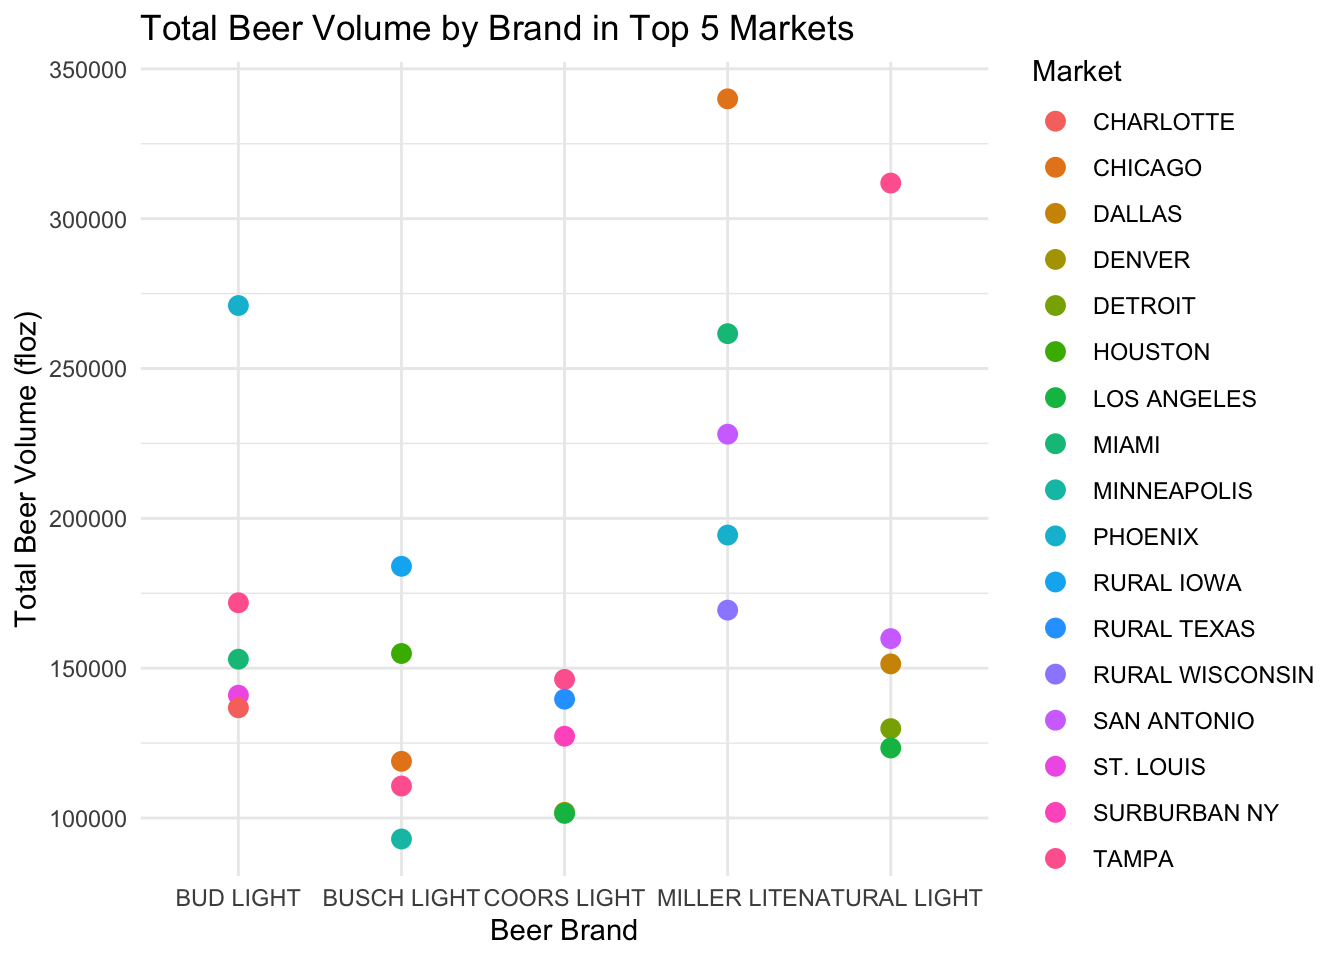 Total Beer Volume by Brand in Top 5 Markets
350000
300000
250000
200000
150000
100000
Total Beer Volume (floz)
BUD LIGHT
BUSCH LIGHT
COORS LIGHT
MILLER LITE
NATURAL LIGHT
Beer Brand
Market
CHARLOTTE
CHICAGO
DALLAS
DENVER
DETROIT
HOUSTON
LOS ANGELES
MIAMI
MINNEAPOLIS
PHOENIX
RURAL IOWA
RURAL TEXAS
RURAL WISCONSIN
SAN ANTONIO
ST. LOUIS
SURBURBAN NY
TAMPA